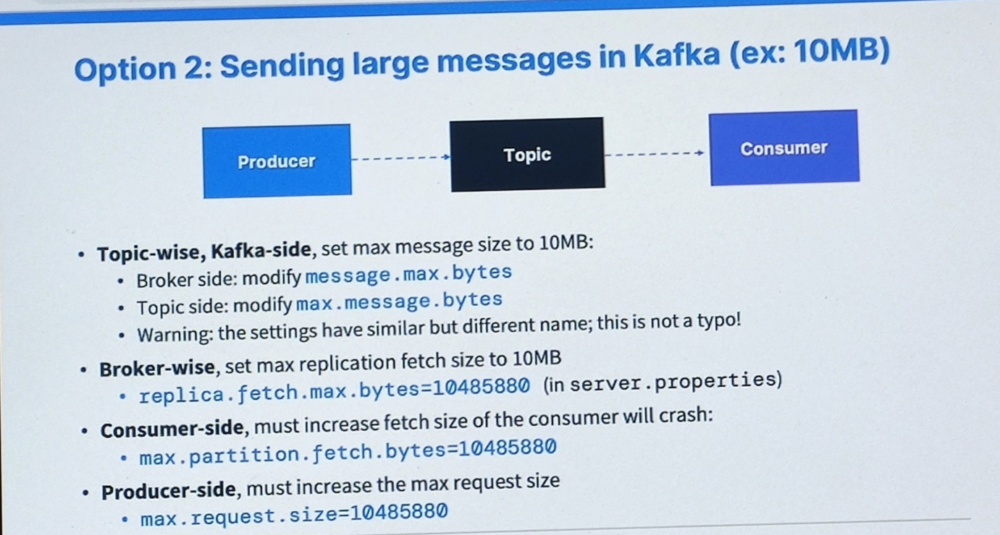 Option 2: Sending large messages in Kafka (ex: 10MB)
Producer
Topic
Consumer
• Topic-wise, Kafka-side, set max message size to 10MB:
• Broker side: modify message.max.bytes
• Topic side: modify max.message.bytes
• Warning: the settings have similar but different name; this is not a typo!
• Broker-wise, set max replication fetch size to 10MB
• replica.fetch.max.bytes=10485880 (in server.properties)
• Consumer-side, must increase fetch size of the consumer will crash:
• max.partition.fetch.bytes=10485880
• Producer-side, must increase the max request size
• max.request.size=10485880